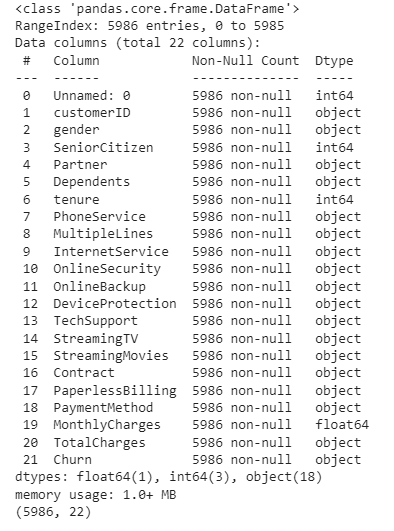 <class 'pandas.core.frame.DataFrame'>
RangeIndex: 5986 entries, 0 to 5985
Data columns (total 22 columns):
 #   Column            Non-Null Count  Dtype
---  ------            --------------  -----
 0   Unnamed: 0        5986 non-null   int64
 1   customerID        5986 non-null   object
 2   gender            5986 non-null   object
 3   SeniorCitizen     5986 non-null   int64
 4   Partner           5986 non-null   object
 5   Dependents        5986 non-null   object
 6   tenure            5986 non-null   int64
 7   PhoneService      5986 non-null   object
 8   MultipleLines     5986 non-null   object
 9   InternetService   5986 non-null   object
 10  OnlineSecurity    5986 non-null   object
 11  OnlineBackup      5986 non-null   object
 12  DeviceProtection  5986 non-null   object
 13  TechSupport       5986 non-null   object
 14  StreamingTV       5986 non-null   object
 15  StreamingMovies   5986 non-null   object
 16  Contract          5986 non-null   object
 17  PaperlessBilling  5986 non-null   object
 18  PaymentMethod     5986 non-null   object
 19  MonthlyCharges    5986 non-null   float64
 20  TotalCharges      5986 non-null   object
 21  Churn             5986 non-null   object
dtypes: float64(1), int64(3), object(18)
memory usage: 1.0+ MB
(5986, 22)